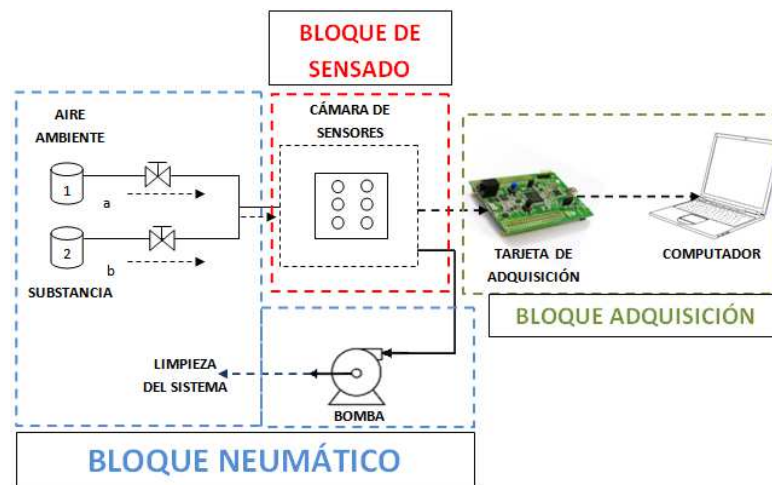 BLOQUE DE
SENSADO
AIRE
AMBIENTE
CÁMARA DE
SENSORES
1
a
2
b
SUBSTANCIA
TARJETA DE
ADQUISICIÓN
COMPUTADOR
BLOQUE ADQUISICIÓN
LIMPIEZA
DEL SISTEMA
BOMBA
BLOQUE NEUMÁTICO